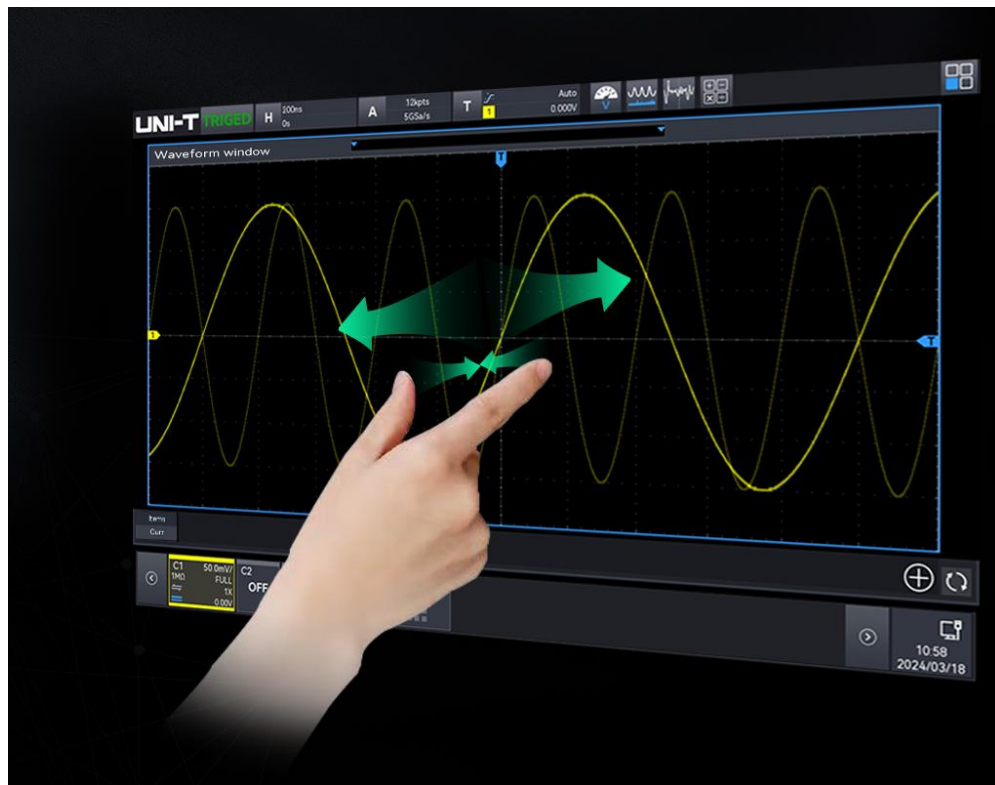 UNI-T TRIGED H 200ns 0s A 12kpts 5GSa/s T 1 Auto 0.000V
Waveform window
T
1
T
Items
Curr
C1 50.0mV/
1MΩ FULL
1X
0.00V
C2
OFF
10:58
2024/03/18